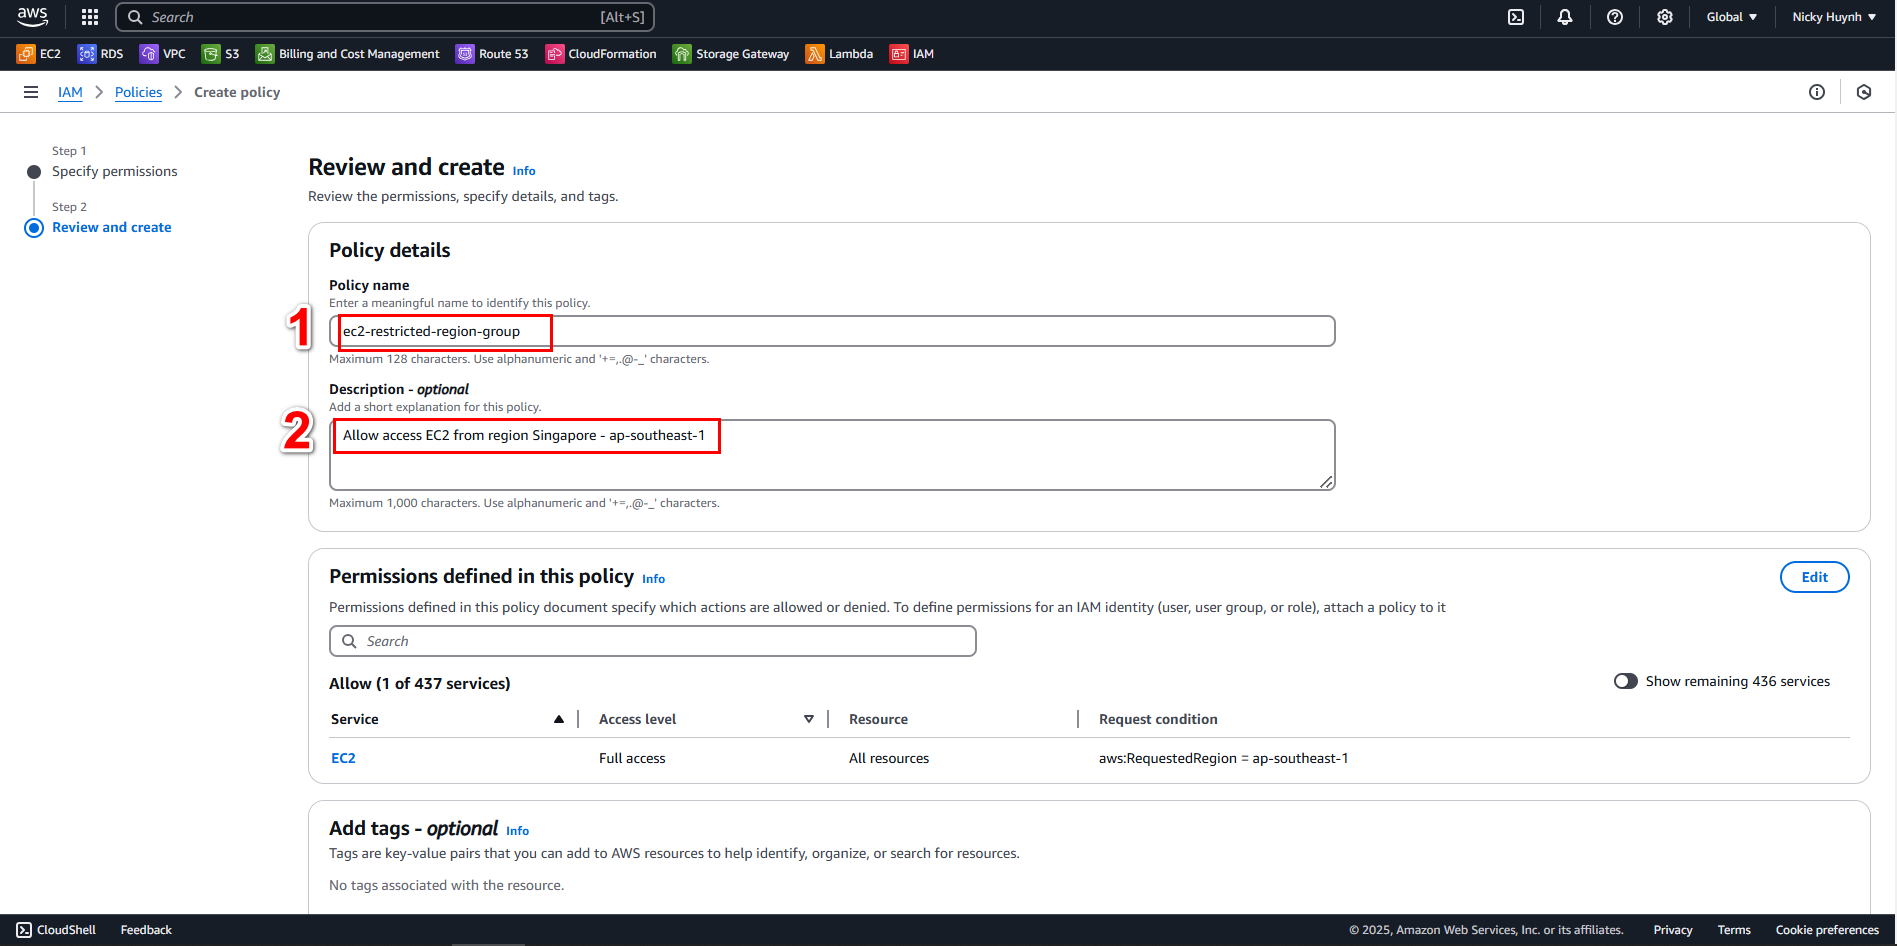 aws
Search [Alt+S]
Global Nicky Huynh
EC2 RDS VPC S3 Billing and Cost Management Route 53 CloudFormation Storage Gateway Lambda IAM
IAM > Policies > Create policy
Step 1
Specify permissions
Step 2
Review and create
Review and create Info
Review the permissions, specify details, and tags.
Policy details
Policy name
Enter a meaningful name to identify this policy.
1
ec2-restricted-region-group
Maximum 128 characters. Use alphanumeric and '+=,.@-_' characters.
Description - optional
Add a short explanation for this policy.
2
Allow access EC2 from region Singapore - ap-southeast-1
Maximum 1,000 characters. Use alphanumeric and '+=,.@-_' characters.
Permissions defined in this policy Info
Edit
Permissions defined in this policy document specify which actions are allowed or denied. To define permissions for an IAM identity (user, user group, or role), attach a policy to it
Search
Allow (1 of 437 services)
Show remaining 436 services
Service Access level Resource Request condition
EC2 Full access All resources aws:RequestedRegion = ap-southeast-1
Add tags - optional Info
Tags are key-value pairs that you can add to AWS resources to help identify, organize, or search for resources.
No tags associated with the resource.
CloudShell Feedback © 2025, Amazon Web Services, Inc. or its affiliates. Privacy Terms Cookie preferences